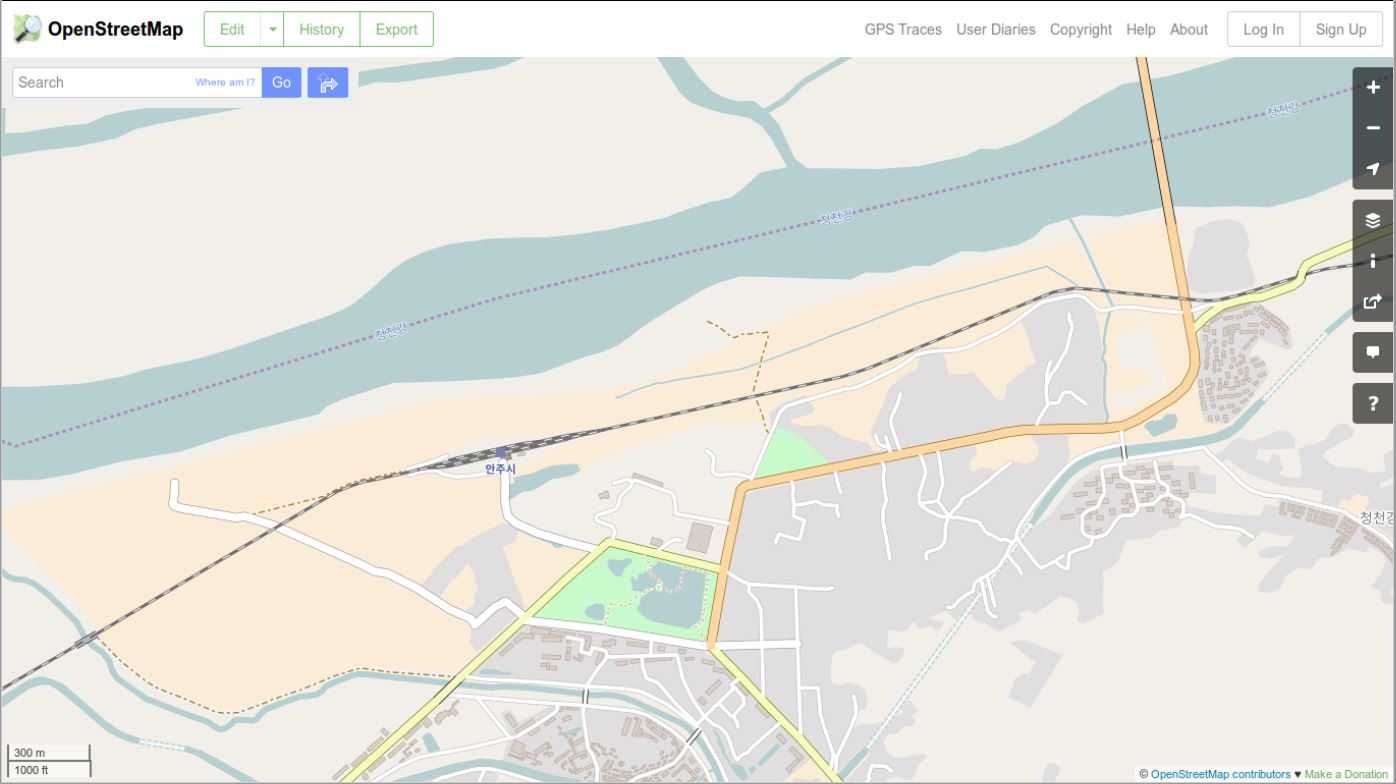 OpenStreetMap
Edit
History
Export
GPS Traces
User Diaries
Copyright
Help
About
Log In
Sign Up
Search
Where am I?
Go
청천강
청천강
청천강
안주시
청천강
?
300 m
1000 ft
© OpenStreetMap contributors ♥ Make a Donation